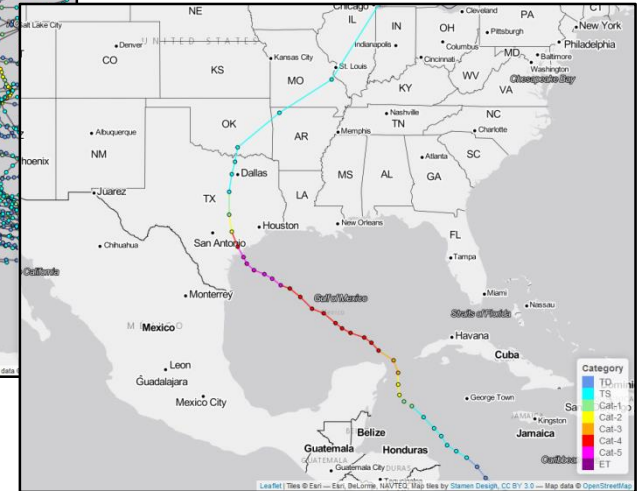 Salt Lake City
NE
Denver
CO
UNITED STATES
KS
Kansas City
MO
Chicago
IL
IN
Indianapolis
St. Louis
OH
Columbus
Cincinnati
Cleveland
PA
Pittsburgh
CT
New York
Philadelphia
MD
Baltimore
Washington
Chesapeake Bay
WV
VA
KY
Nashville
TN
NC
Charlotte
SC
Albuquerque
NM
OK
AR
Memphis
hoenix
Juarez
TX
Dallas
LA
MS
AL
Atlanta
GA
Chihuahua
San Antonio
Houston
New Orleans
FL
Tampa
California
Monterrey
Gulf of Mexico
Miami
Nassau
Straits of Florida
MEXICO
Mexico
Havana
Cuba
Leon
Guadalajara
Mexico City
George Town
Kingston
Jamaica
Belize
Guatemala
Honduras
GUATEMALA
Guatemala City
Category
TD
TS
Cat-1
Cat-2
Cat-3
Cat-4
Cat-5
ET
Leaflet | Tiles © Esri — Esri, DeLorme, NAVTEQ, Map tiles by Stamen Design, CC BY 3.0 — Map data © OpenStreetMap